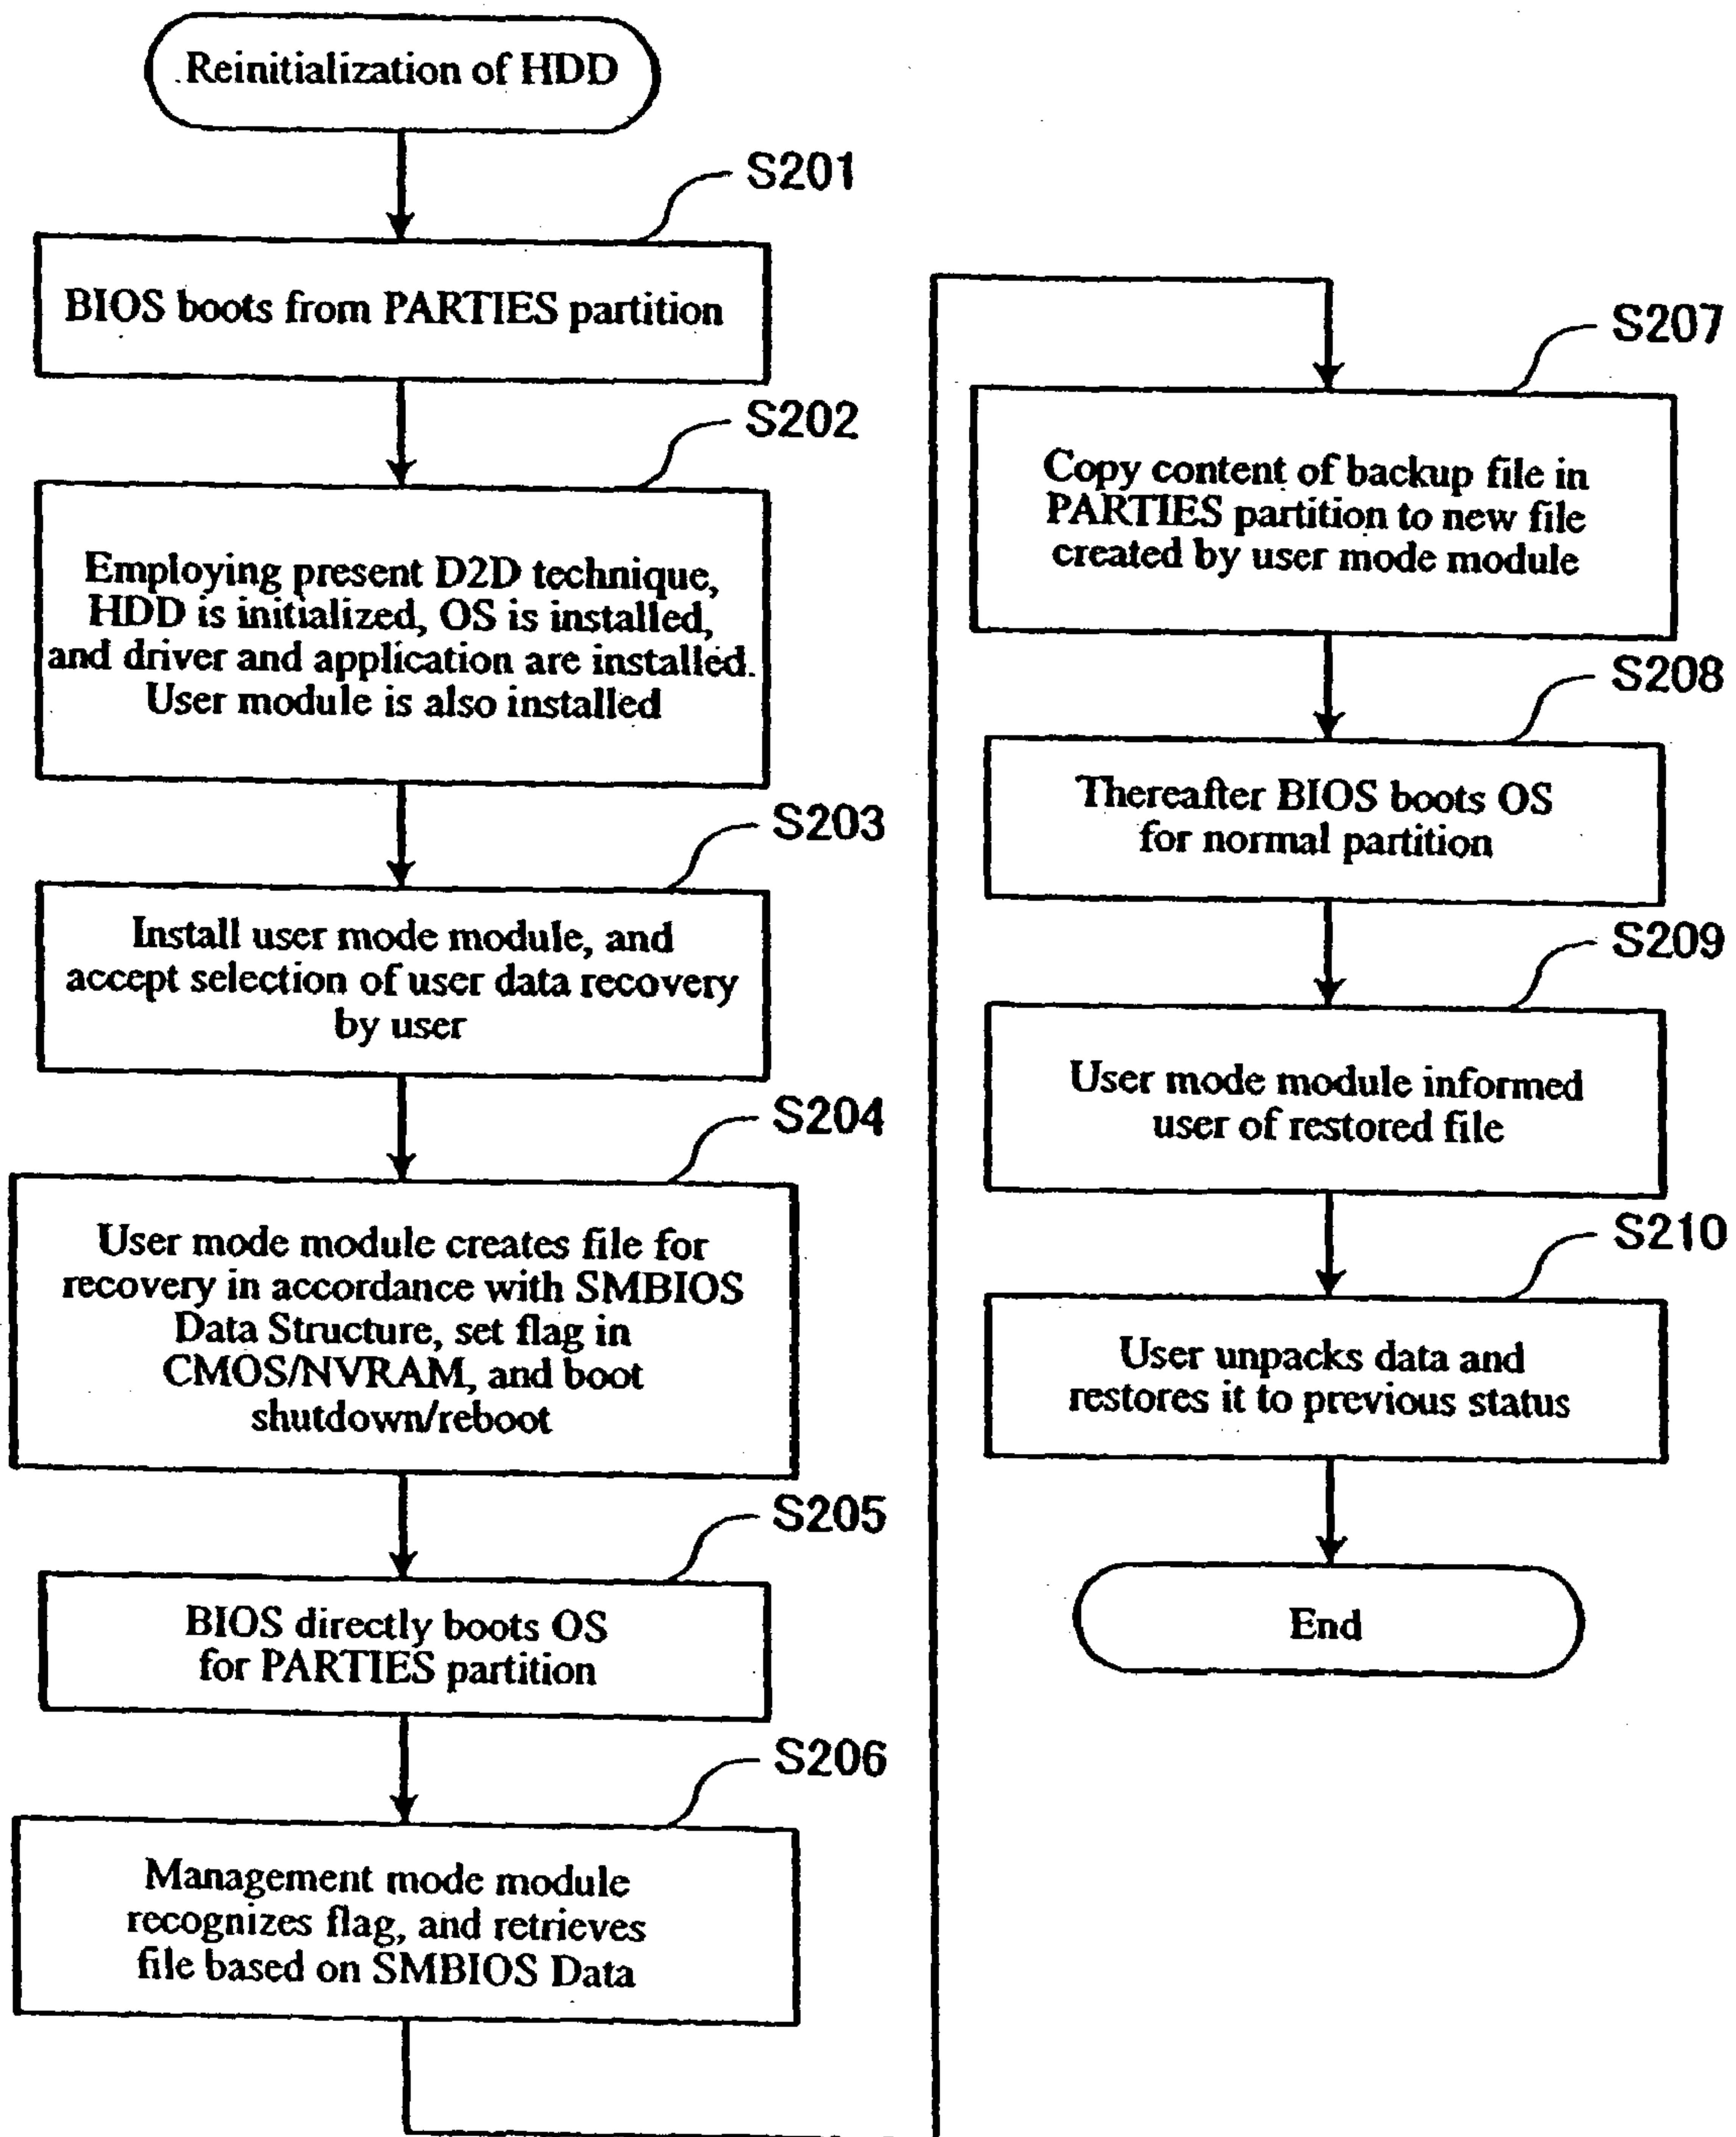 Reinitialization of HDD
S201
BIOS boots from PARTIES partition
S202
Employing present D2D technique,
HDD is initialized, OS is installed,
and driver and application are installed.
User module is also installed
S203
Install user mode module, and
accept selection of user data recovery
by user
S204
User mode module creates file for
recovery in accordance with SMBIOS
Data Structure, set flag in
CMOS/NVRAM, and boot
shutdown/reboot
S205
BIOS directly boots OS
for PARTIES partition
S206
Management mode module
recognizes flag, and retrieves
file based on SMBIOS Data
S207
Copy content of backup file in
PARTIES partition to new file
created by user mode module
S208
Thereafter BIOS boots OS
for normal partition
S209
User mode module informed
user of restored file
S210
User unpacks data and
restores it to previous status
End